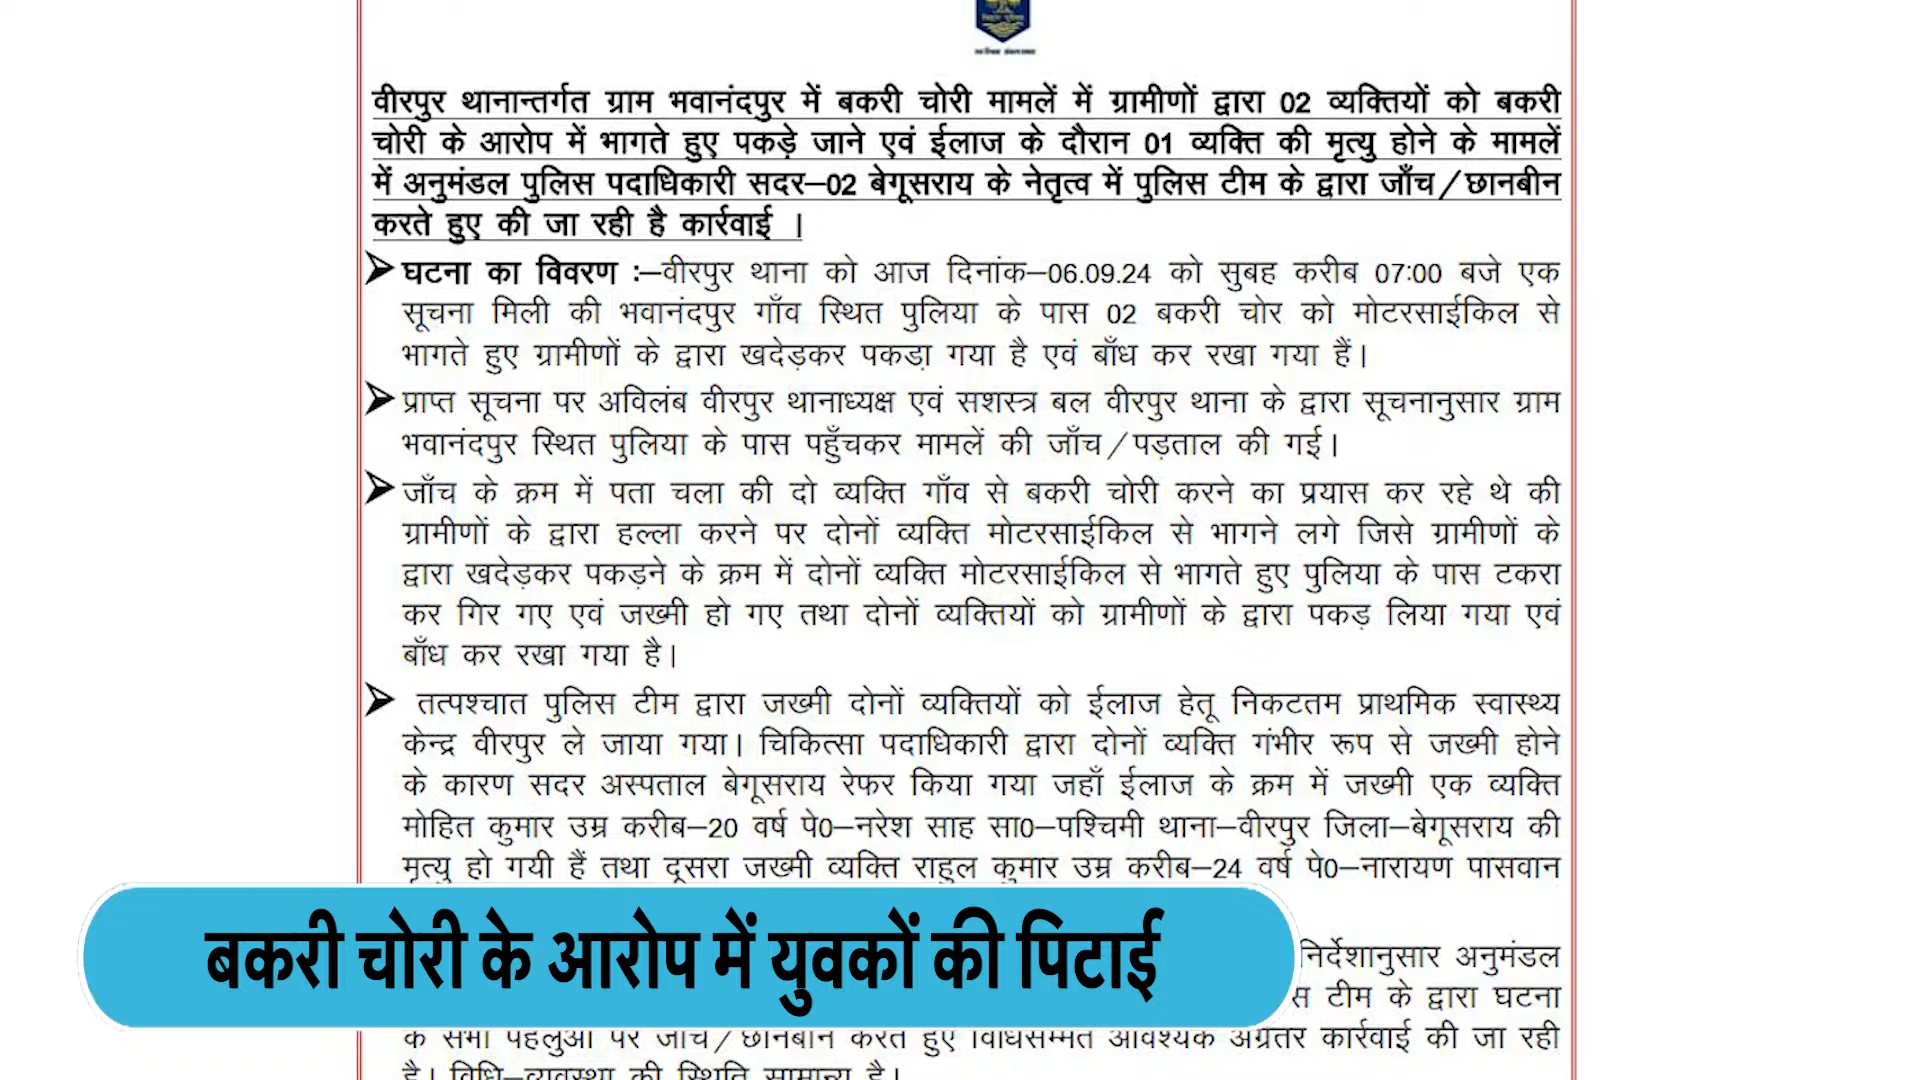 वीरपुर थानान्तर्गत ग्राम भवानंदपुर में बकरी चोरी मामलें में ग्रामीणों द्वारा 02 व्यक्तियों को बकरी
चोरी के आरोप में भागते हुए पकड़े जाने एवं ईलाज के दौरान 01 व्यक्ति की मृत्यु होने के मामलें
में अनुमंडल पुलिस पदाधिकारी सदर–02 बेगूसराय के नेतृत्व में पुलिस टीम के द्वारा जाँच/छानबीन
करते हुए की जा रही है कार्रवाई ।
➢ घटना का विवरण :–वीरपुर थाना को आज दिनांक–06.09.24 को सुबह करीब 07:00 बजे एक
सूचना मिली की भवानंदपुर गाँव स्थित पुलिया के पास 02 बकरी चोर को मोटरसाईकिल से
भागते हुए ग्रामीणों के द्वारा खदेड़कर पकडा़ गया है एवं बाँध कर रखा गया हैं।
➢ प्राप्त सूचना पर अविलंब वीरपुर थानाध्यक्ष एवं सशस्त्र बल वीरपुर थाना के द्वारा सूचनानुसार ग्राम
भवानंदपुर स्थित पुलिया के पास पहुँचकर मामलें की जाँच/पड़ताल की गई।
➢ जाँच के क्रम में पता चला की दो व्यक्ति गाँव से बकरी चोरी करने का प्रयास कर रहे थे की
ग्रामीणों के द्वारा हल्ला करने पर दोनों व्यक्ति मोटरसाईकिल से भागने लगे जिसे ग्रामीणों के
द्वारा खदेड़कर पकड़ने के क्रम में दोनों व्यक्ति मोटरसाईकिल से भागते हुए पुलिया के पास टकरा
कर गिर गए एवं जख्मी हो गए तथा दोनों व्यक्तियों को ग्रामीणों के द्वारा पकड़ लिया गया एवं
बाँध कर रखा गया है।
➢ तत्पश्चात पुलिस टीम द्वारा जख्मी दोनों व्यक्तियों को ईलाज हेतू निकटतम प्राथमिक स्वास्थ्य
केन्द्र वीरपुर ले जाया गया। चिकित्सा पदाधिकारी द्वारा दोनों व्यक्ति गंभीर रूप से जख्मी होने
के कारण सदर अस्पताल बेगूसराय रेफर किया गया जहाँ ईलाज के क्रम में जख्मी एक व्यक्ति
मोहित कुमार उम्र करीब–20 वर्ष पे0–नरेश साह सा0–पश्चिमी थाना–वीरपुर जिला–बेगूसराय की
मृत्यु हो गयी हैं तथा दूसरा जख्मी व्यक्ति राहुल कुमार उम्र करीब–24 वर्ष पे0–नारायण पासवान
बकरी चोरी के आरोप में युवकों की पिटाई
निर्देशानुसार अनुमंडल
टीम के द्वारा घटना
के सभी पहलुओं पर जाँच/छानबीन करते हुए विधिसम्मत आवश्यक अग्रतर कार्रवाई की जा रही
है। विधि–व्यवस्था की स्थिति सामान्य है।